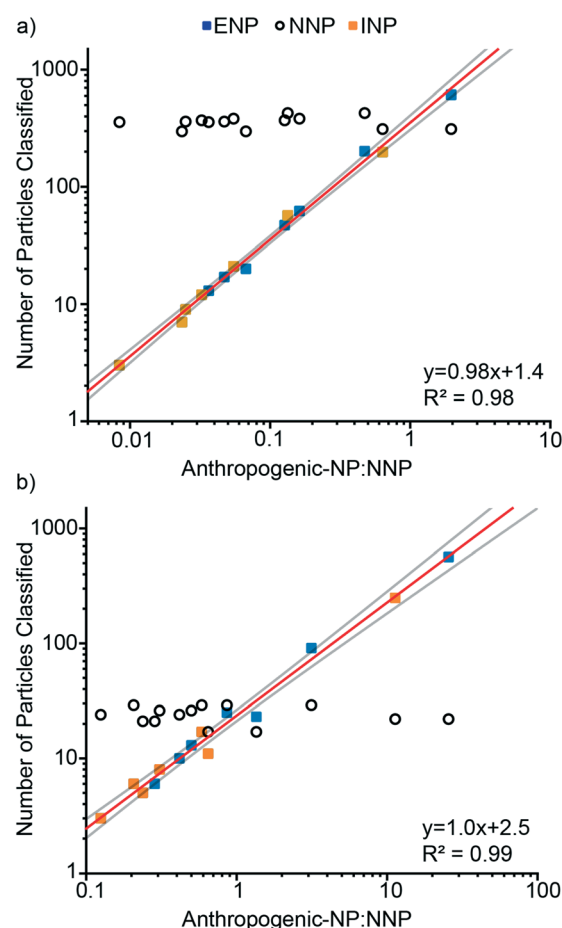 ENP NNP INP
a)
Number of Particles Classified
1000
100
10
1
y=0.98x+1.4
R² = 0.98
0.01 0.1 1 10
Anthropogenic-NP:NNP
b)
Number of Particles Classified
1000
100
10
1
y=1.0x+2.5
R² = 0.99
0.1 1 10 100
Anthropogenic-NP:NNP